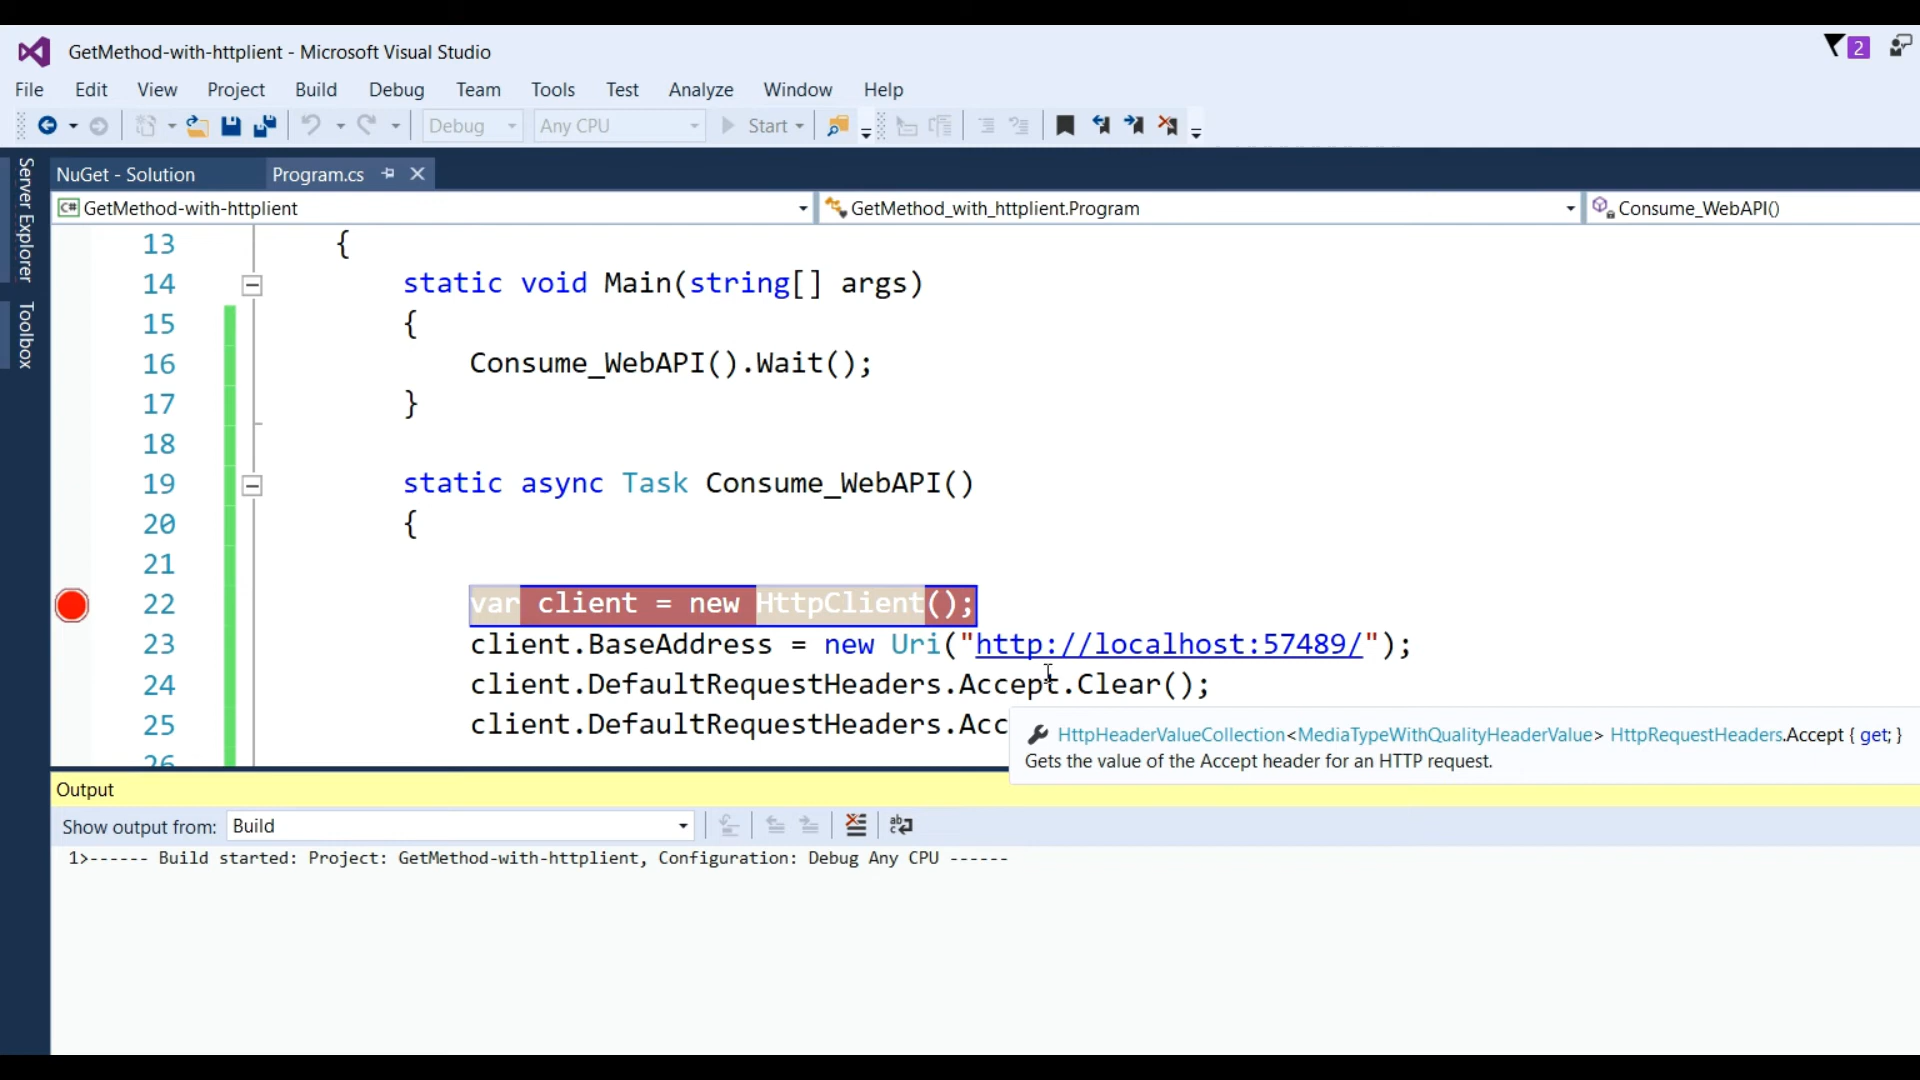 GetMethod-with-httplient - Microsoft Visual Studio
2
File Edit View Project Build Debug Team Tools Test Analyze Window Help
Debug Any CPU Start
Server Explorer
Toolbox
NuGet - Solution Program.cs
C# GetMethod-with-httplient GetMethod_with_httplient.Program Consume_WebAPI()
13 {
14 static void Main(string[] args)
15 {
16 Consume_WebAPI().Wait();
17 }
18
19 static async Task Consume_WebAPI()
20 {
21
22 var client = new HttpClient();
23 client.BaseAddress = new Uri("http://localhost:57489/");
24 client.DefaultRequestHeaders.Accept.Clear();
25 client.DefaultRequestHeaders.Acc
26
HttpHeaderValueCollection<MediaTypeWithQualityHeaderValue> HttpRequestHeaders.Accept { get; }
Gets the value of the Accept header for an HTTP request.
Output
Show output from: Build
1>------ Build started: Project: GetMethod-with-httplient, Configuration: Debug Any CPU ------